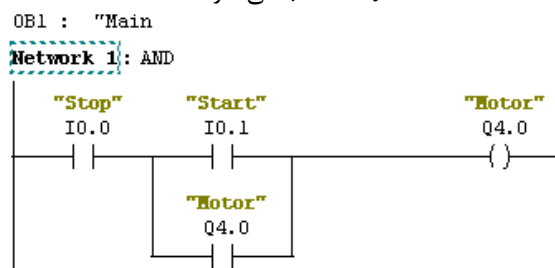 OB1 : "Main
Network 1: AND
"Stop" "Start" "Motor"
I0.0 I0.1 Q4.0
"Motor"
Q4.0